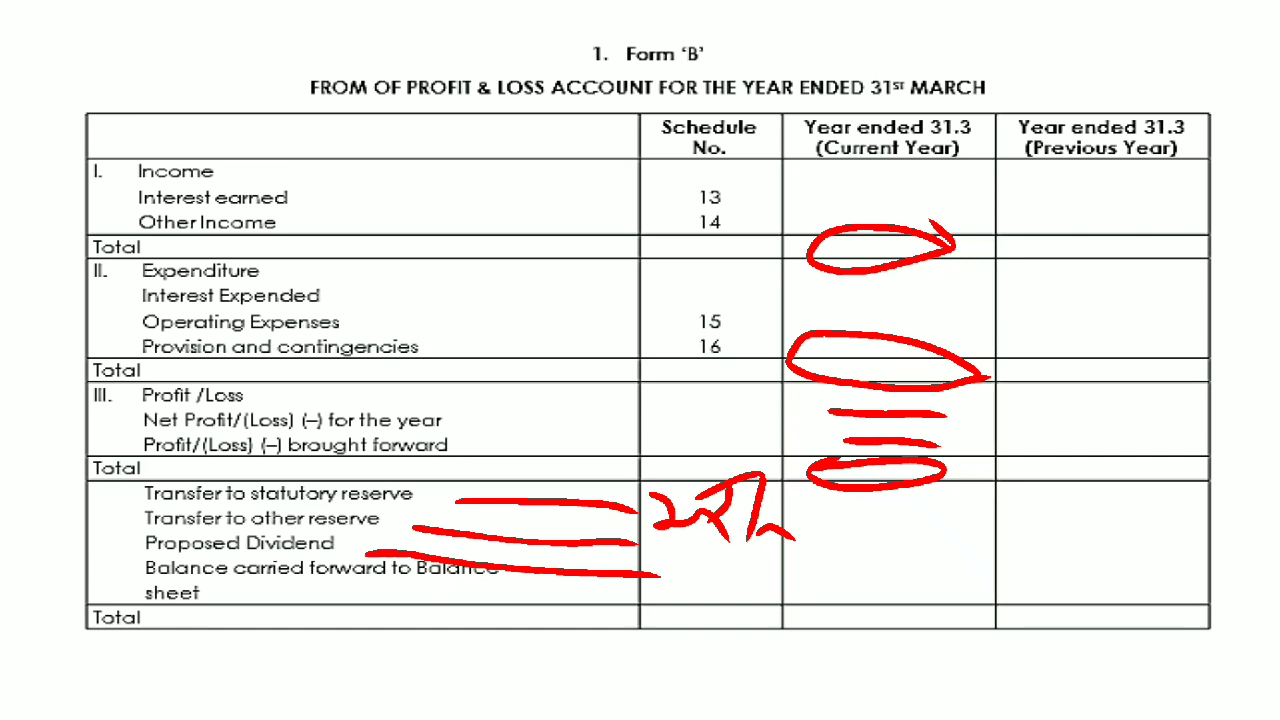 1. Form ‘B’
FROM OF PROFIT & LOSS ACCOUNT FOR THE YEAR ENDED 31ST MARCH
Schedule No. Year ended 31.3 (Current Year) Year ended 31.3 (Previous Year)
I. Income
Interest earned 13
Other Income 14
Total
II. Expenditure
Interest Expended
Operating Expenses 15
Provision and contingencies 16
Total
III. Profit /Loss
Net Profit/(Loss) (–) for the year
Profit/(Loss) (–) brought forward
Total
Transfer to statutory reserve
Transfer to other reserve
Proposed Dividend
Balance carried forward to Balance
sheet
Total